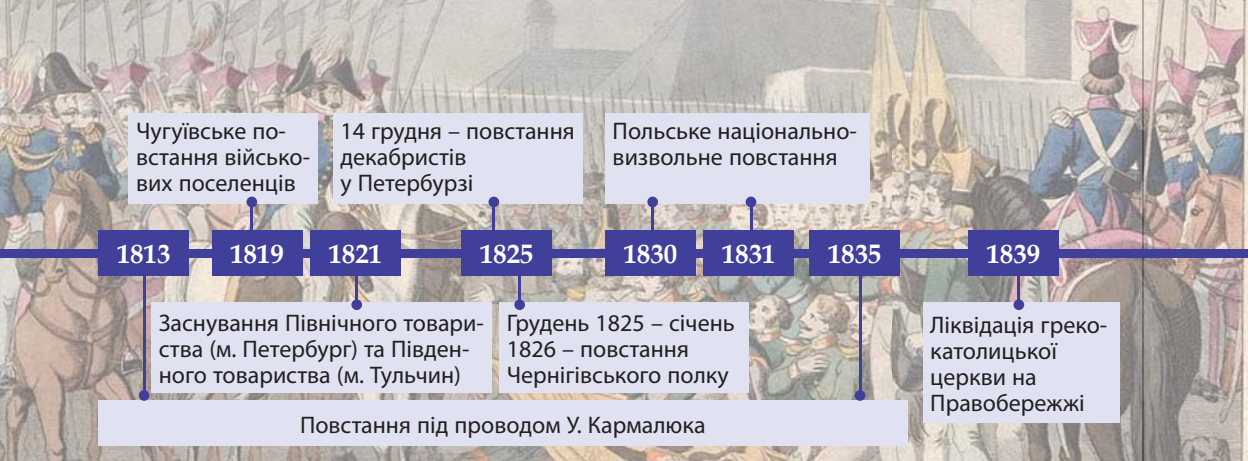 Чугуївське по-
встання військо-
вих поселенців
14 грудня – повстання
декабристів
у Петербурзі
Польське національно-
визвольне повстання
1813
1819
1821
1825
1830
1831
1835
1839
Заснування Північного товари-
ства (м. Петербург) та Півден-
ного товариства (м. Тульчин)
Грудень 1825 – січень
1826 – повстання
Чернігівського полку
Ліквідація греко-
католицької
церкви на
Правобережжі
Повстання під проводом У. Кармалюка